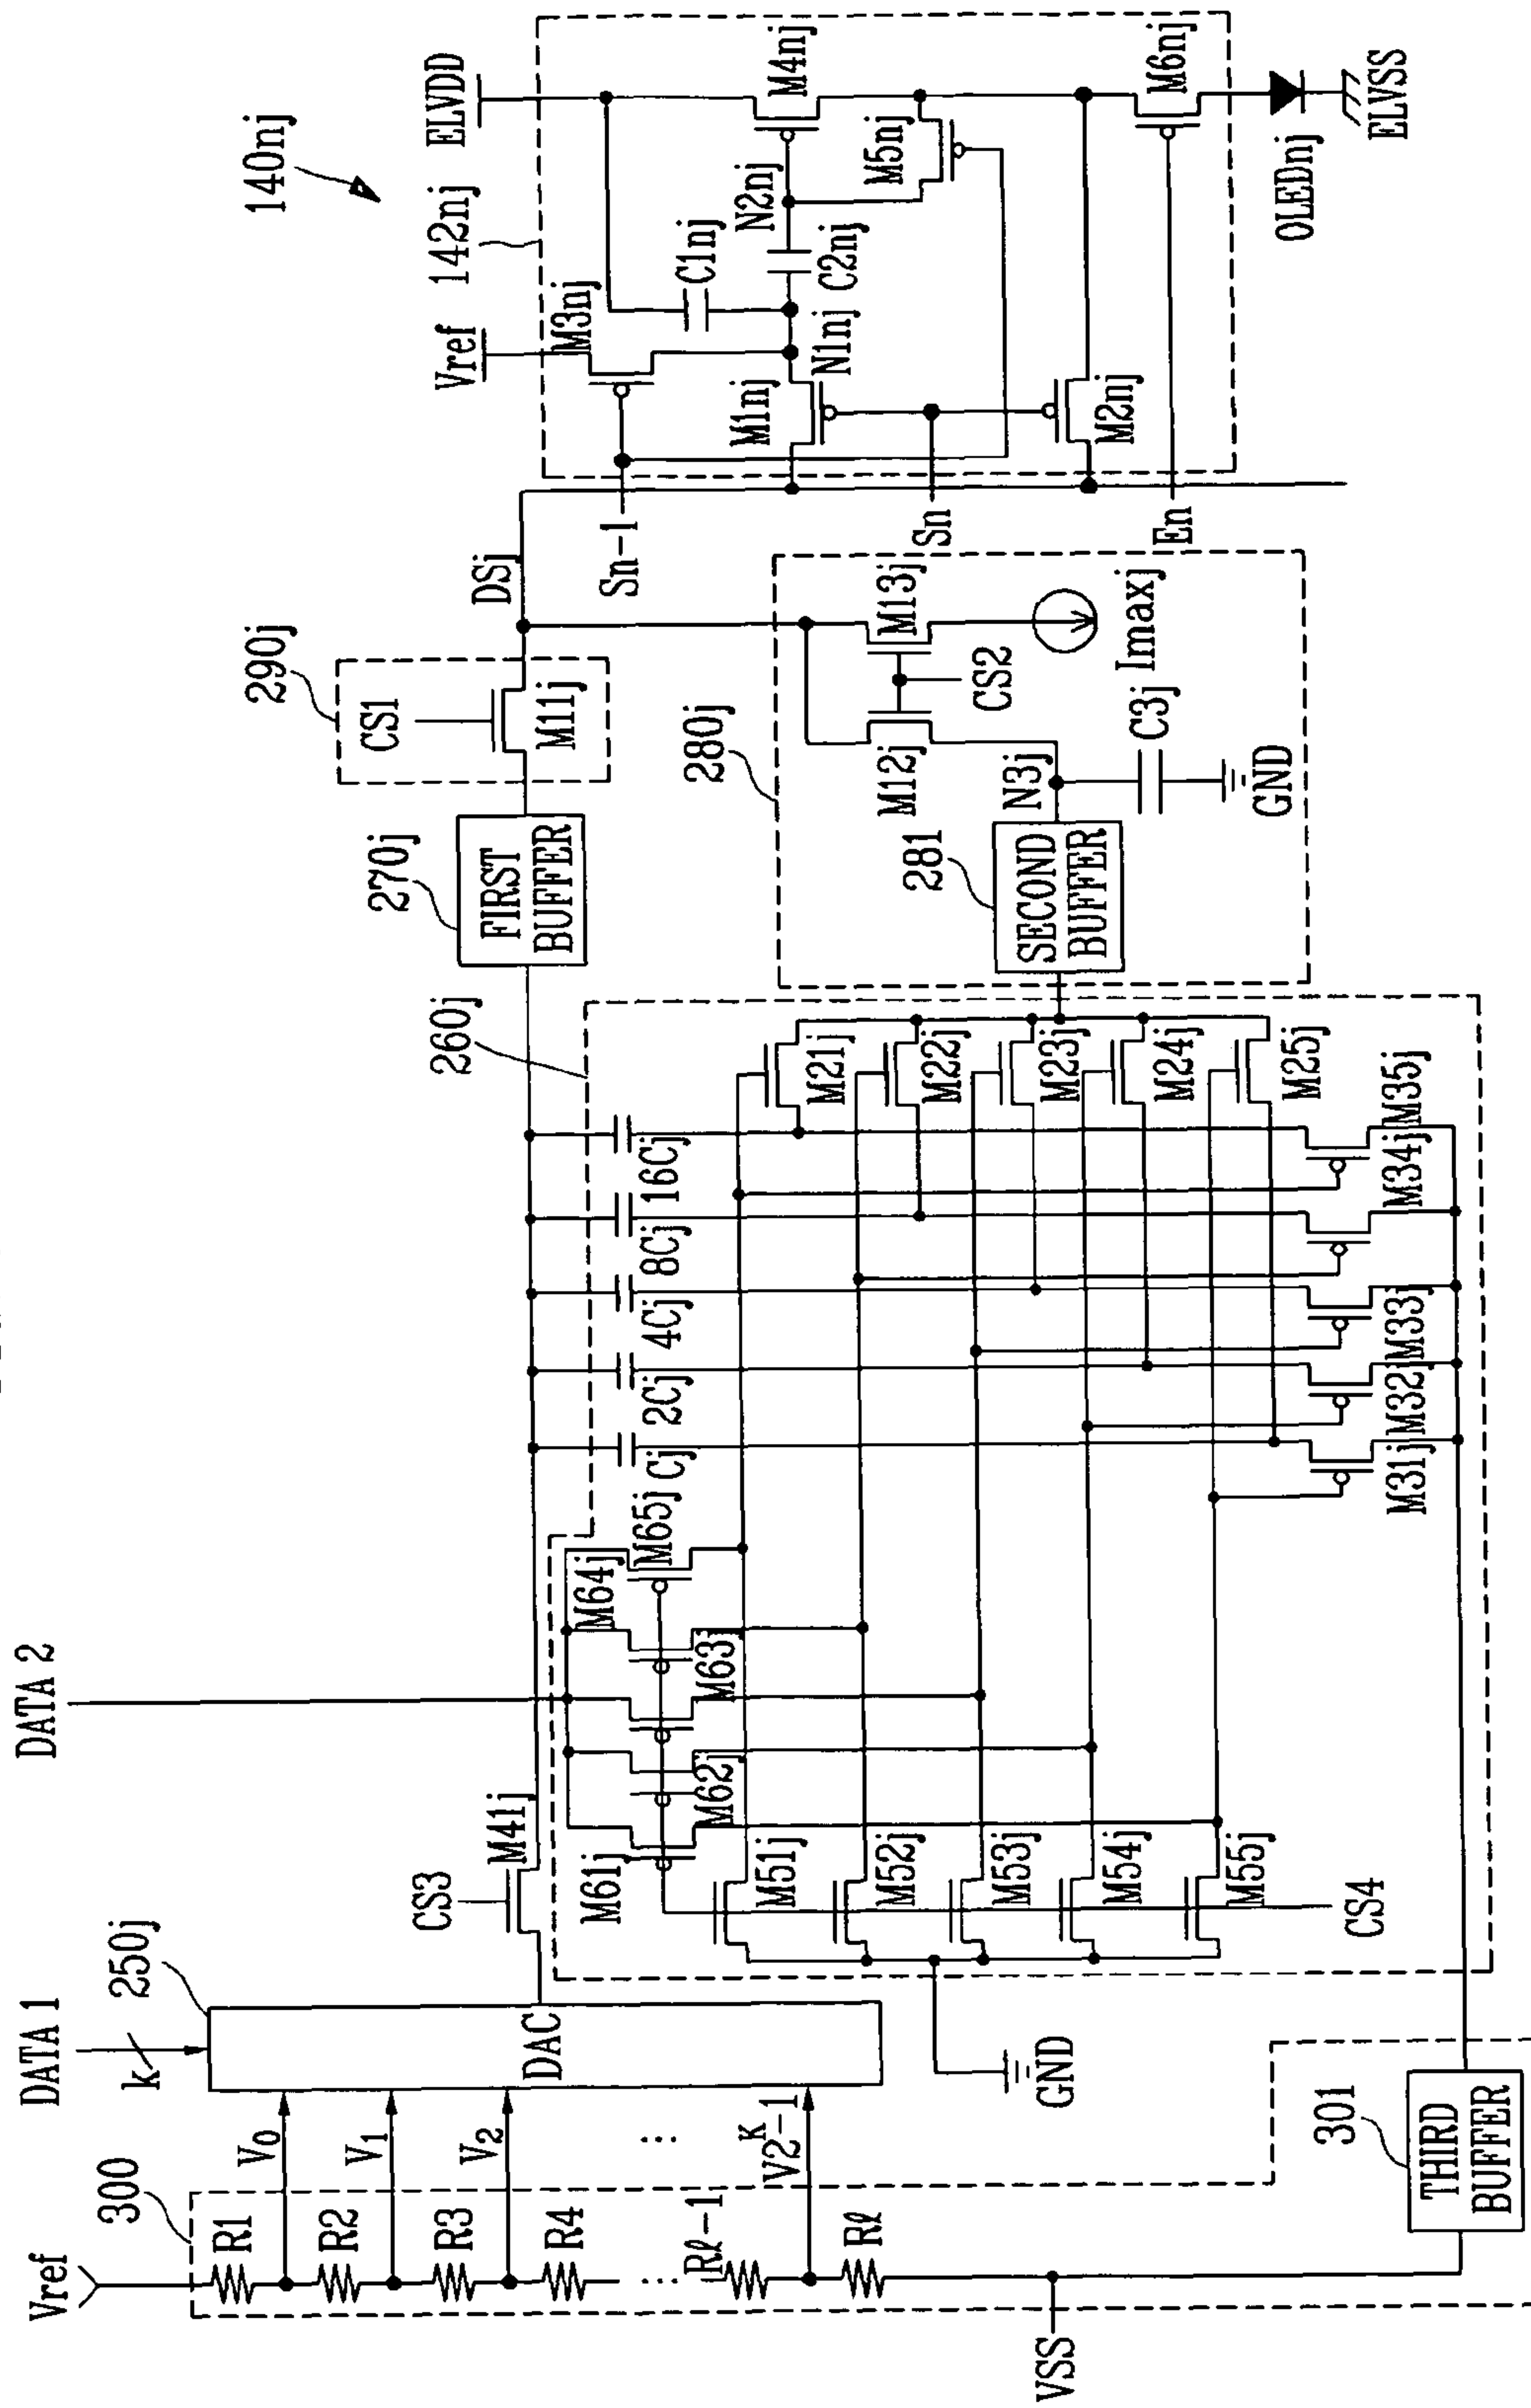 Vref
300
R1
R2
R3
R4
...
Rℓ-1
Rℓ
VSS
V0
V1
V2
...
V2^K-1
DATA 1
k
250j
DAC
GND
THIRD
BUFFER
301
DATA 2
CS3
M41j
M61j
M62j
M63j
M64j
M65j
M51j
M52j
M53j
M54j
M55j
CS4
Cj
2Cj
4Cj
8Cj
16Cj
260j
M21j
M22j
M23j
M24j
M25j
M31j
M32j
M33j
M34j
M35j
270j
FIRST
BUFFER
290j
CS1
M11j
DSj
280j
281
SECOND
BUFFER
N3j
M12j
M13j
CS2
C3j
Imaxj
GND
140nj
142nj
Vref
ELVDD
Sn-1
Sn
En
M3nj
C1nj
N2nj
M4nj
M1nj
N1nj
C2nj
M5nj
M2nj
M6nj
OLEDnj
ELVSS